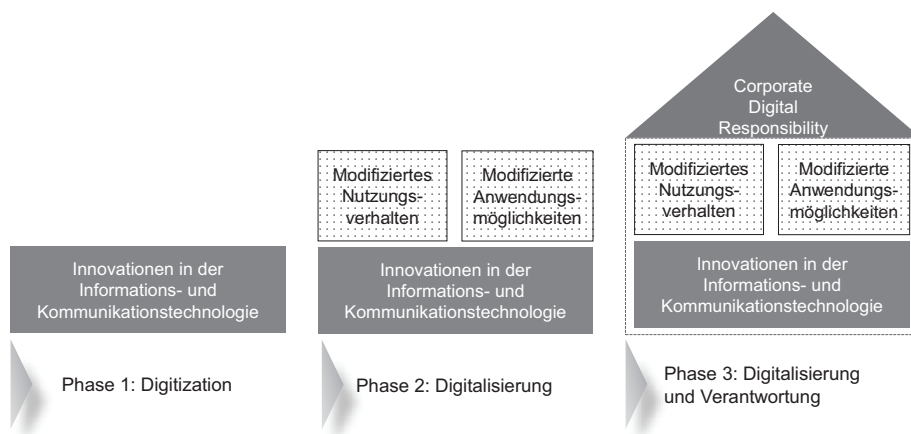 Innovationen in der
Informations- und
Kommunikationstechnologie
Phase 1: Digitization
Modifiziertes
Nutzungs-
verhalten
Modifizierte
Anwendungs-
möglichkeiten
Innovationen in der
Informations- und
Kommunikationstechnologie
Phase 2: Digitalisierung
Corporate
Digital
Responsibility
Modifiziertes
Nutzungs-
verhalten
Modifizierte
Anwendungs-
möglichkeiten
Innovationen in der
Informations- und
Kommunikationstechnologie
Phase 3: Digitalisierung
und Verantwortung